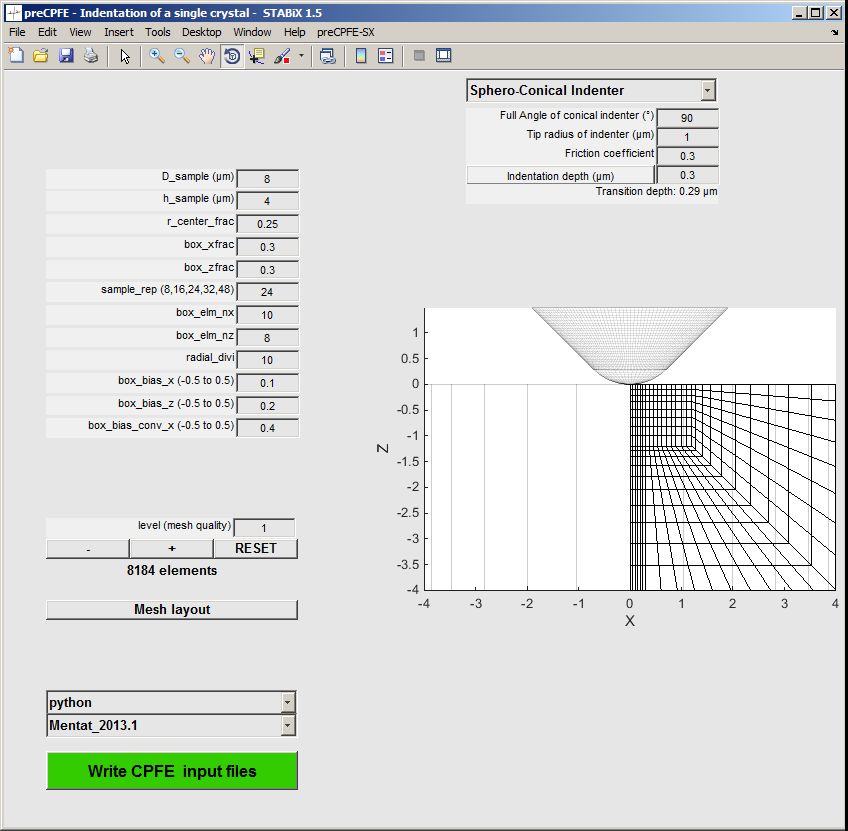 preCPFE - Indentation of a single crystal - STABiX 1.5
File Edit View Insert Tools Desktop Window Help preCPFE-SX
Sphero-Conical Indenter
Full Angle of conical indenter (°) 90
Tip radius of indenter (µm) 1
Friction coefficient 0.3
Indentation depth (µm) 0.3
Transition depth: 0.29 µm
D_sample (µm) 8
h_sample (µm) 4
r_center_frac 0.25
box_xfrac 0.3
box_zfrac 0.3
sample_rep (8,16,24,32,48) 24
box_elm_nx 10
box_elm_nz 8
radial_divi 10
box_bias_x (-0.5 to 0.5) 0.1
box_bias_z (-0.5 to 0.5) 0.2
box_bias_conv_x (-0.5 to 0.5) 0.4
1
0.5
0
-0.5
-1
-1.5
-2
-2.5
-3
-3.5
-4
Z
-4 -3 -2 -1 0 1 2 3 4
X
level (mesh quality) 1
- + RESET
8184 elements
Mesh layout
python
Mentat_2013.1
Write CPFE input files